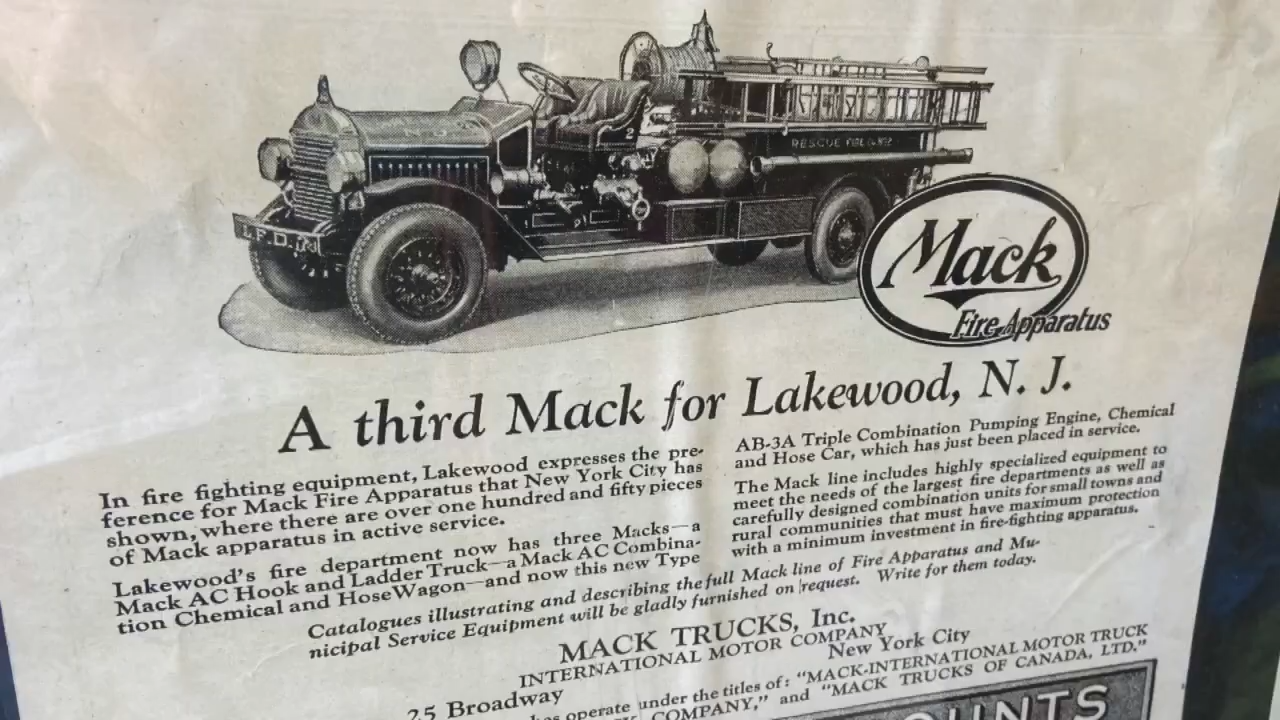 RESCUE FIRE Co. No 2
L.F.D.
2
Mack
Fire Apparatus
A third Mack for Lakewood, N. J.
In fire fighting equipment, Lakewood expresses the pre-
ference for Mack Fire Apparatus that New York City has
shown, where there are over one hundred and fifty pieces
of Mack apparatus in active service.
Lakewood's fire department now has three Macks—a
Mack AC Hook and Ladder Truck—a Mack AC Combina-
tion Chemical and Hose Wagon—and now this new Type
AB-3A Triple Combination Pumping Engine, Chemical
and Hose Car, which has just been placed in service.
The Mack line includes highly specialized equipment to
meet the needs of the largest fire departments as well as
carefully designed combination units for small towns and
rural communities that must have maximum protection
with a minimum investment in fire-fighting apparatus.
Catalogues illustrating and describing the full Mack line of Fire Apparatus and Mu-
nicipal Service Equipment will be gladly furnished on request. Write for them today.
MACK TRUCKS, Inc.
INTERNATIONAL MOTOR COMPANY
25 Broadway New York City
operate under the titles of: "MACK-INTERNATIONAL MOTOR TRUCK
COMPANY," and "MACK TRUCKS OF CANADA, LTD."